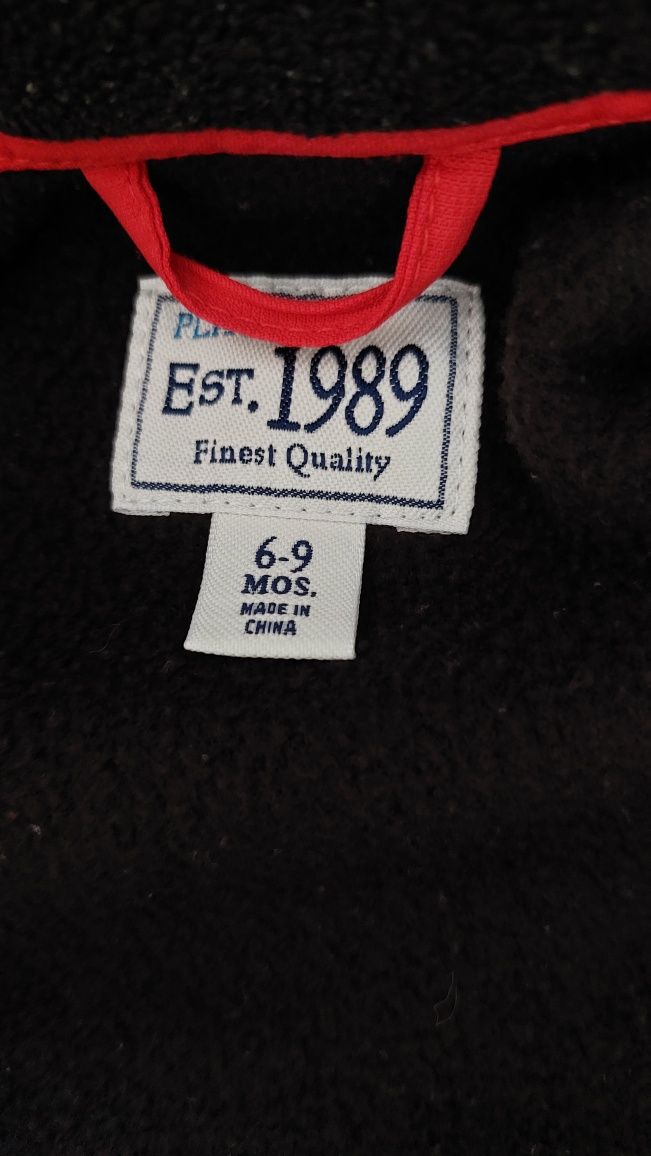 EST. 1989
Finest Quality
6-9
MOS.
MADE IN
CHINA